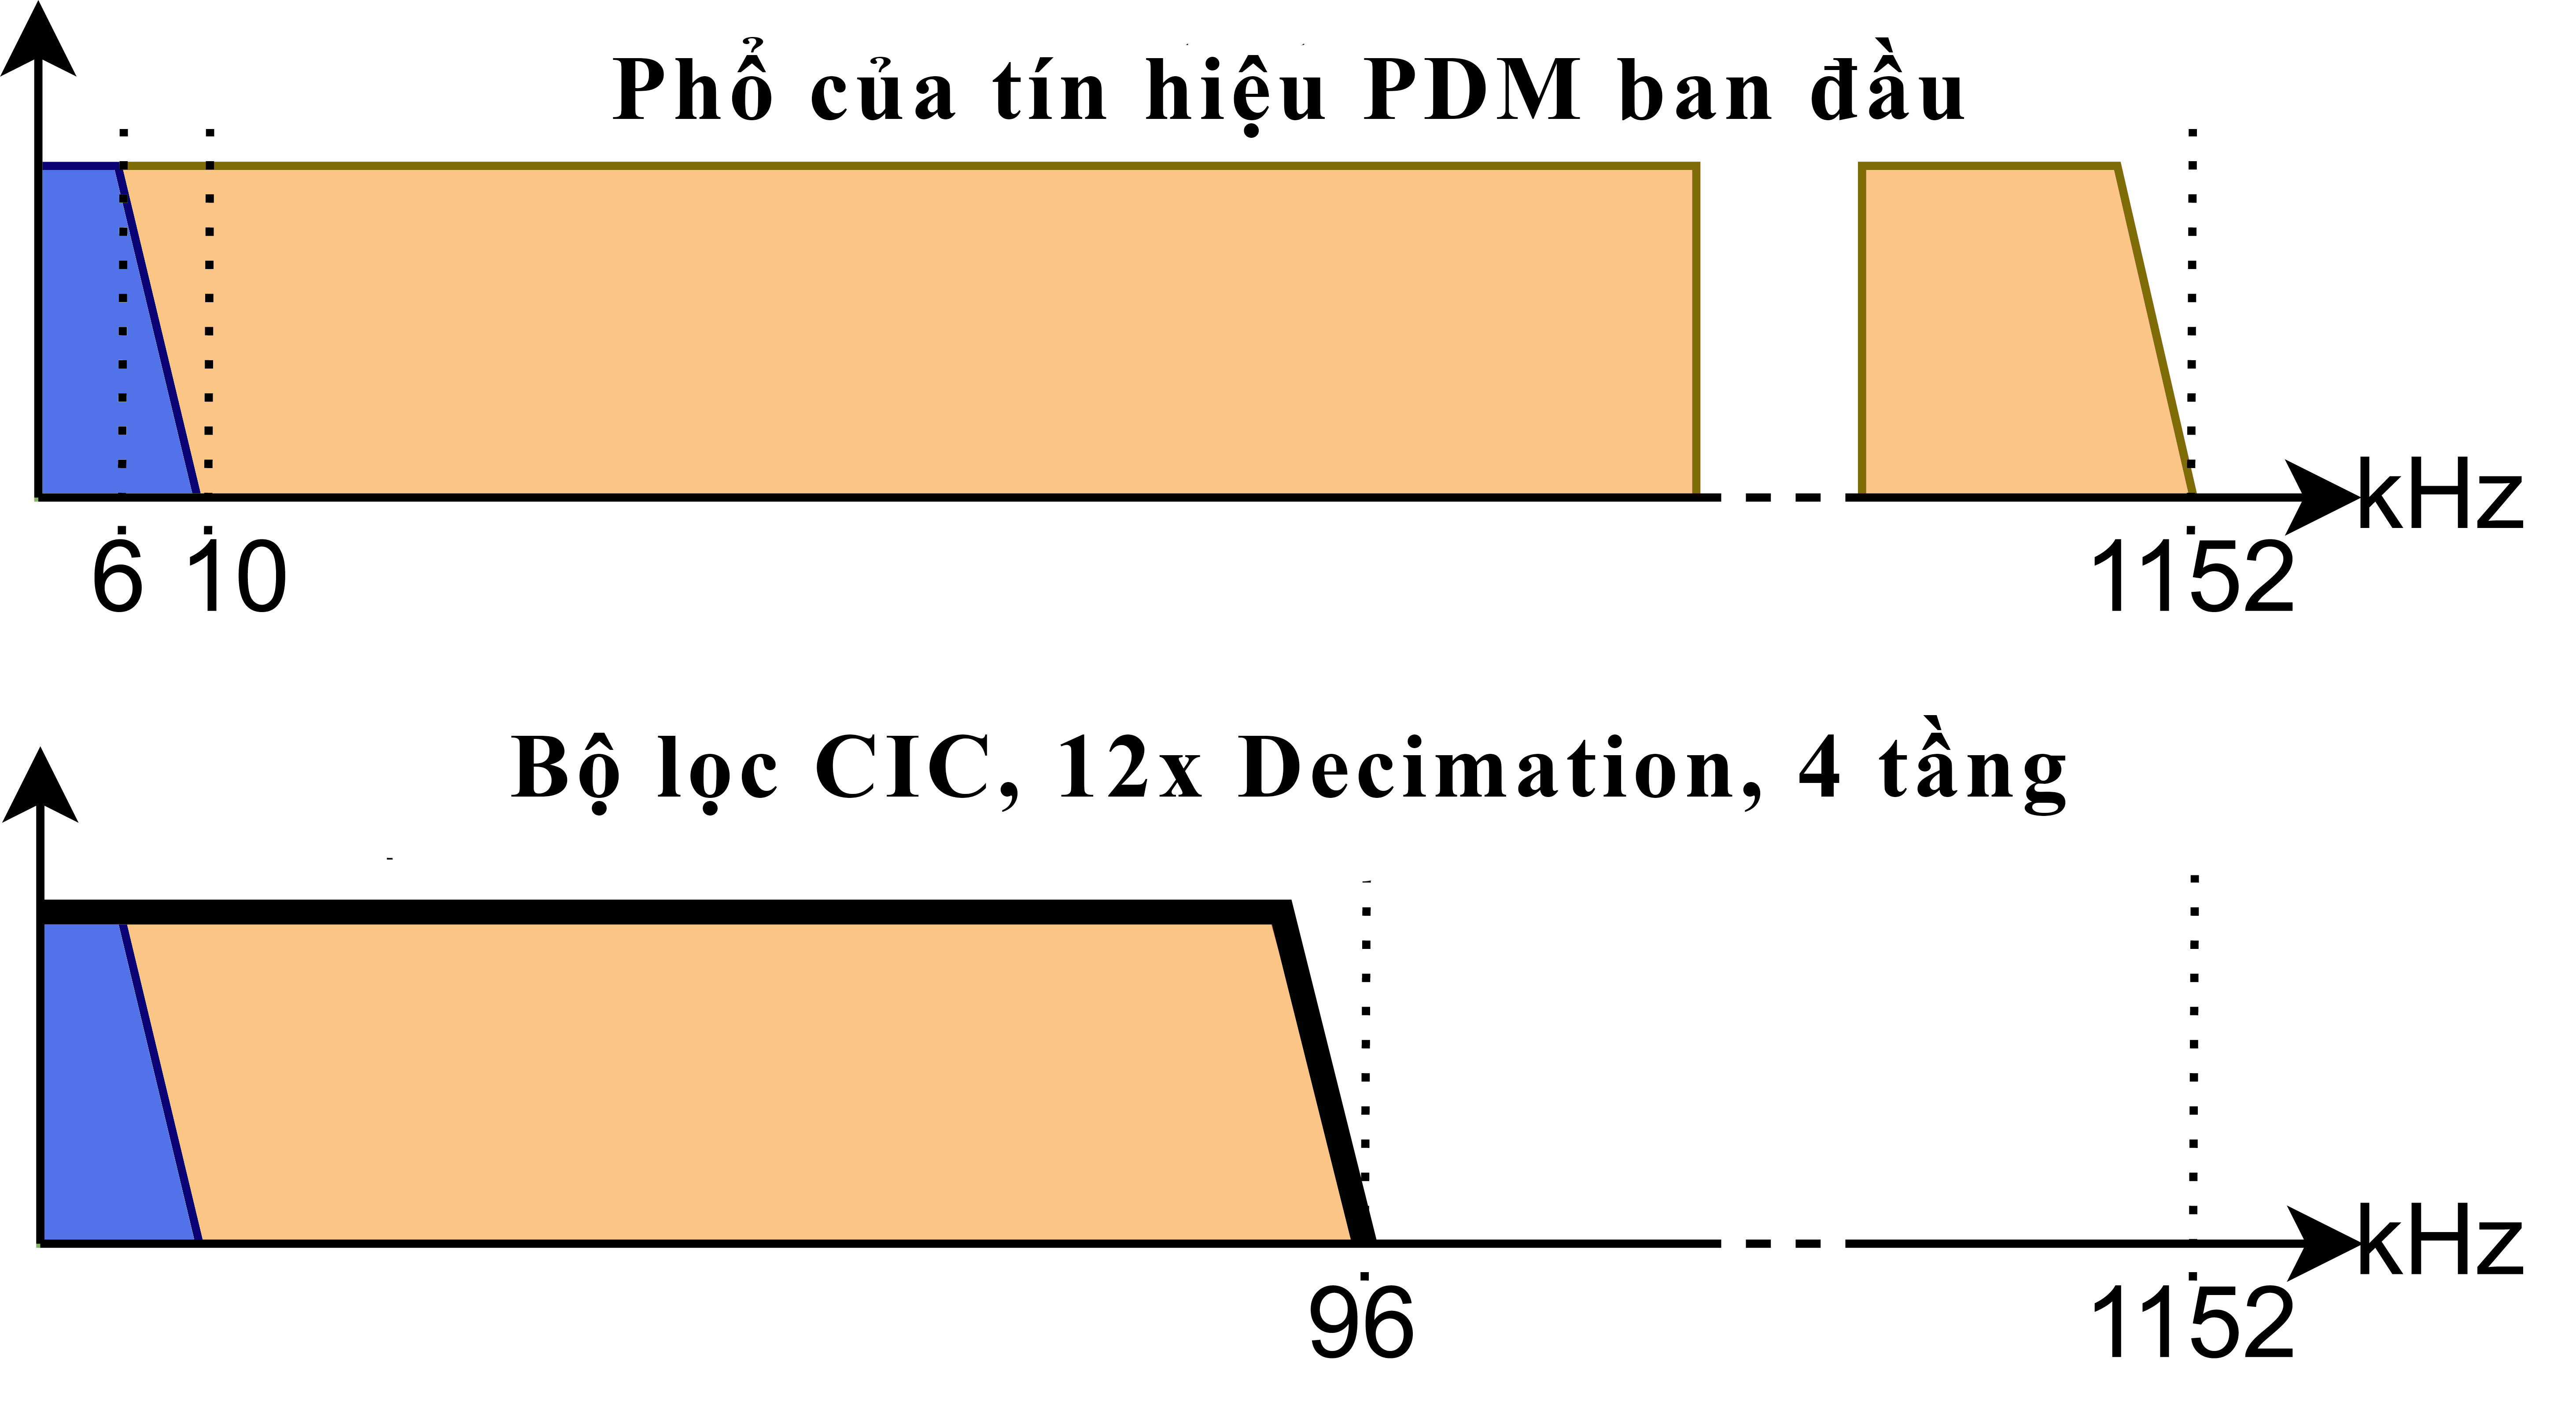 Phổ của tín hiệu PDM ban đầu
kHz
6 10 1152
Bộ lọc CIC, 12x Decimation, 4 tầng
kHz
96 1152